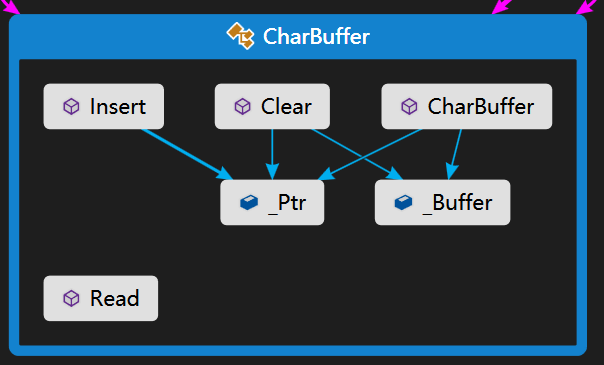 CharBuffer
Insert
Clear
CharBuffer
_Ptr
_Buffer
Read